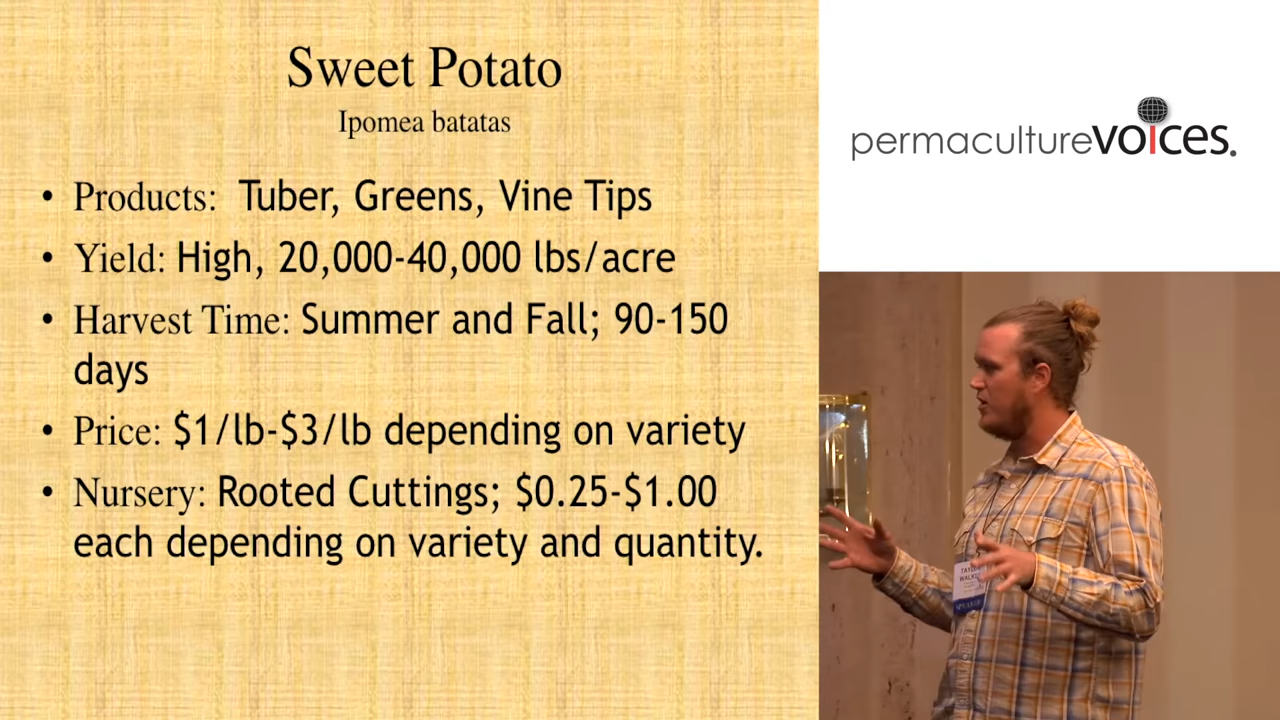 Sweet Potato
Ipomea batatas
• Products: Tuber, Greens, Vine Tips
• Yield: High, 20,000-40,000 lbs/acre
• Harvest Time: Summer and Fall; 90-150
days
• Price: $1/lb-$3/lb depending on variety
• Nursery: Rooted Cuttings; $0.25-$1.00
each depending on variety and quantity.
permaculturevoices.
SPEAKER